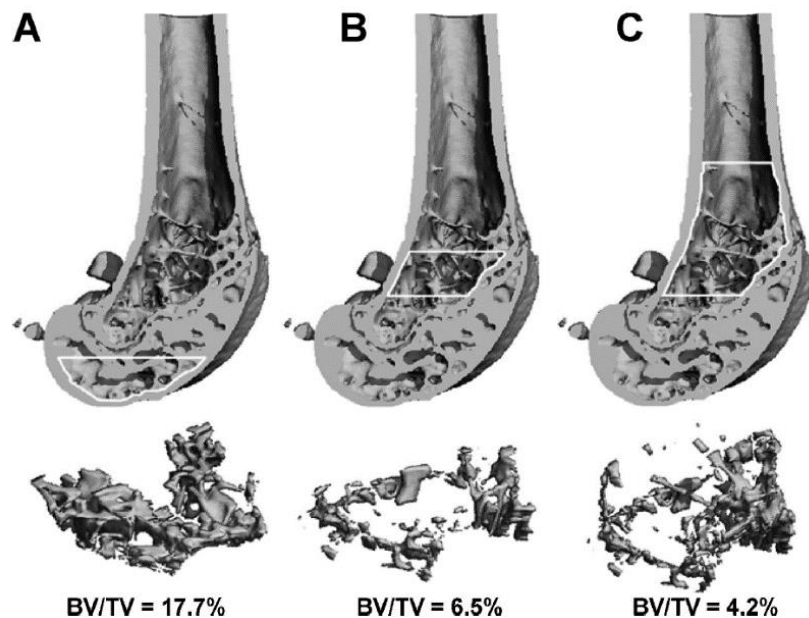 A B C
BV/TV = 17.7% BV/TV = 6.5% BV/TV = 4.2%